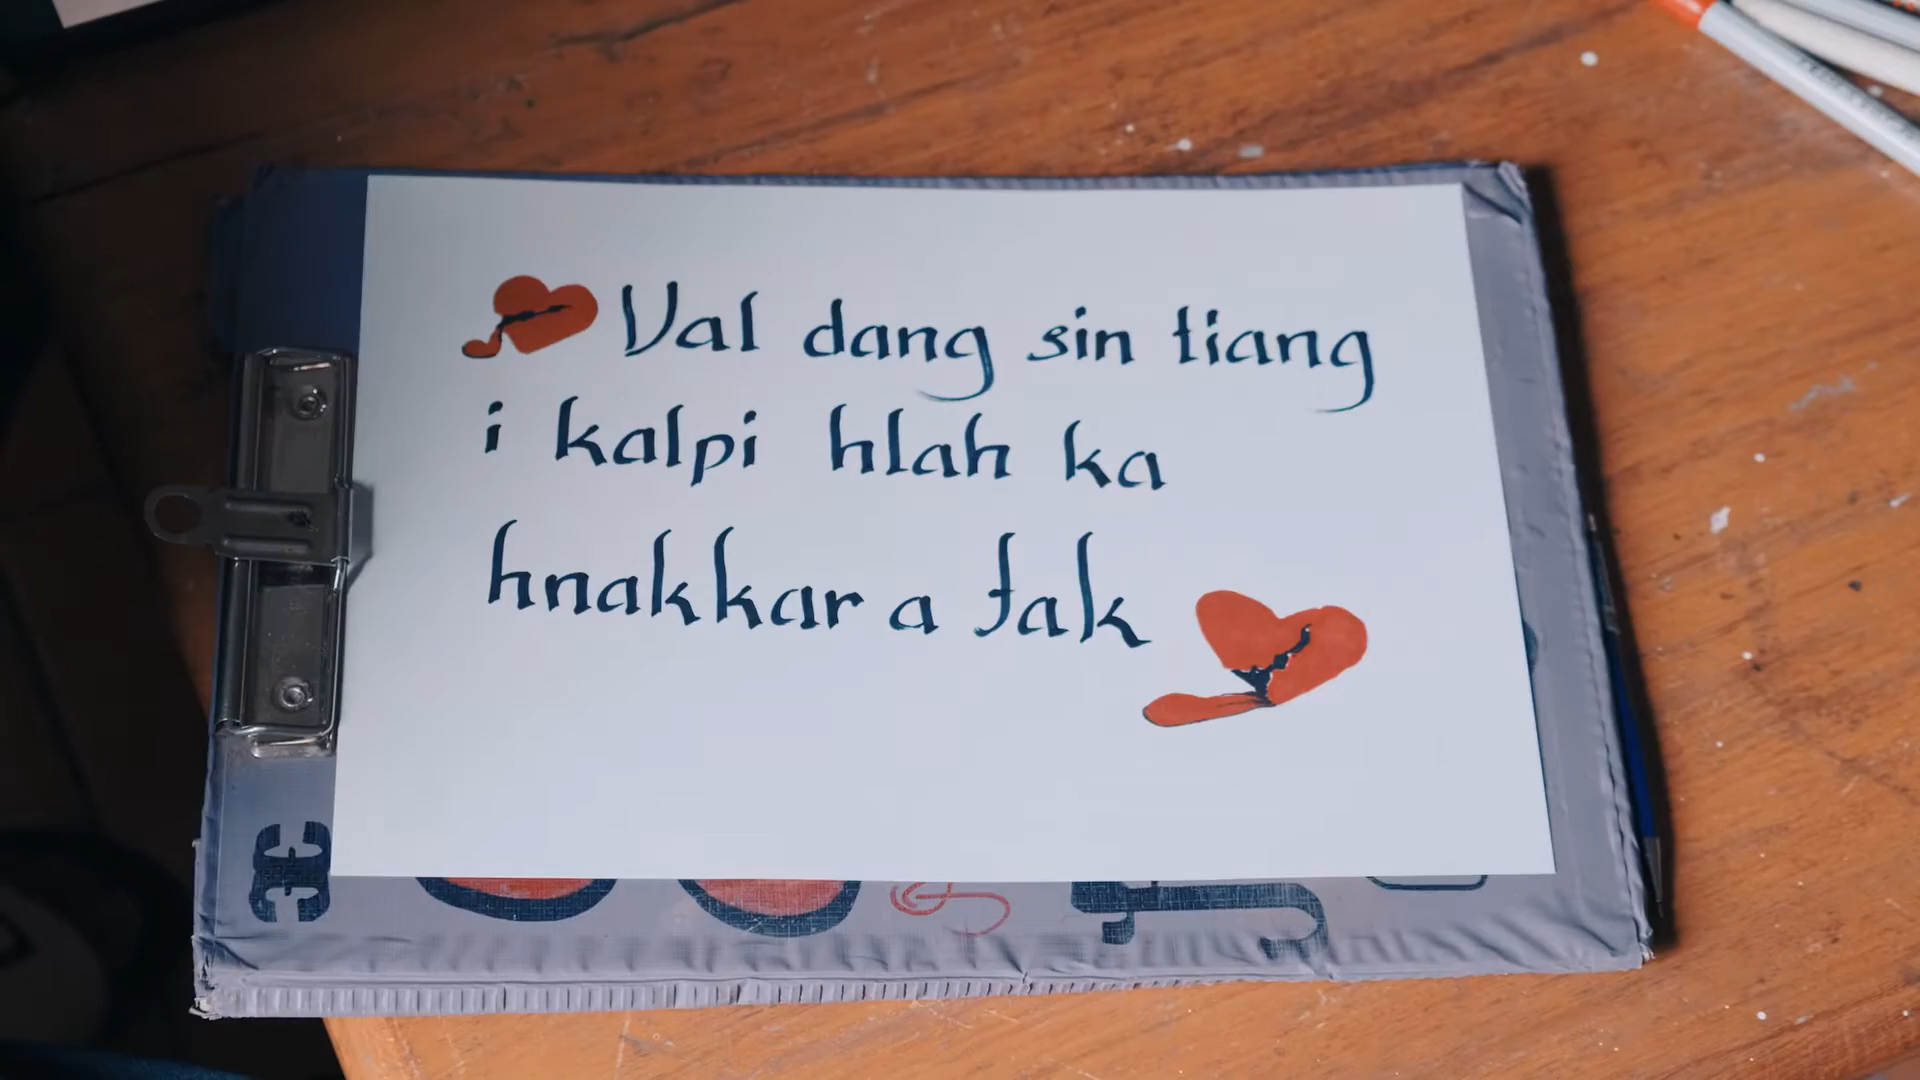 Val dang sin tiang
i kalpi hlah ka
hnakkar a tak